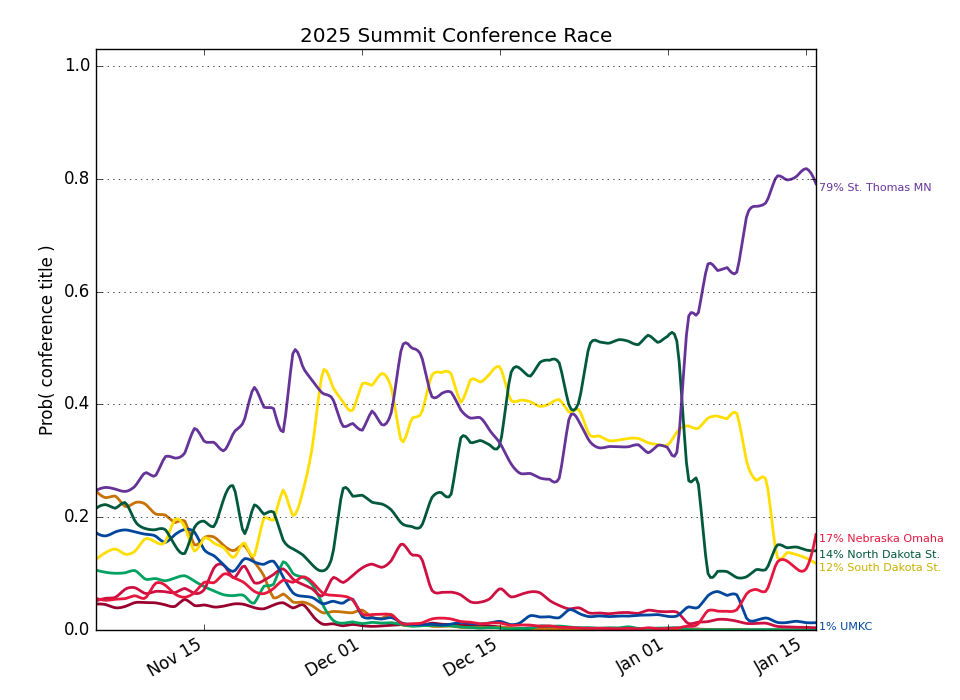 2025 Summit Conference Race
Prob( conference title )
1.0
0.8
0.6
0.4
0.2
0.0
Nov 15
Dec 01
Dec 15
Jan 01
Jan 15
79% St. Thomas MN
17% Nebraska Omaha
14% North Dakota St.
12% South Dakota St.
1% UMKC